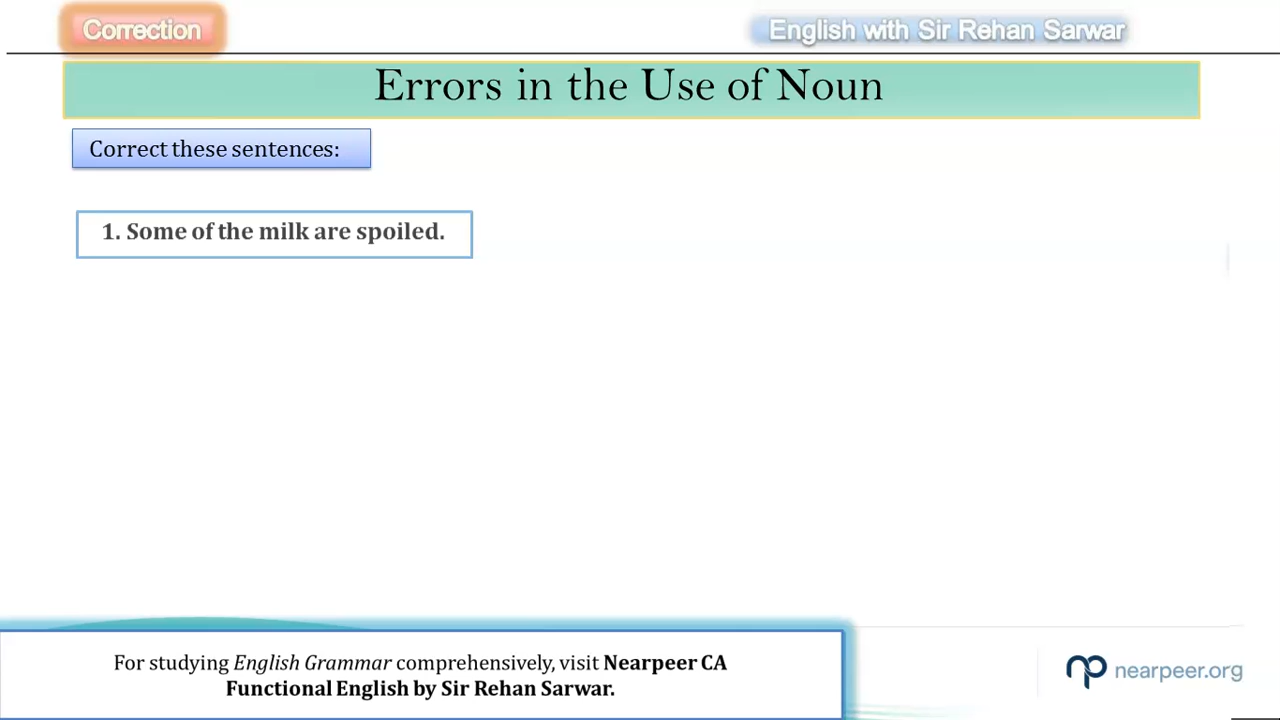 Correction
English with Sir Rehan Sarwar
Errors in the Use of Noun
Correct these sentences:
1. Some of the milk are spoiled.
For studying English Grammar comprehensively, visit Nearpeer CA
Functional English by Sir Rehan Sarwar.
nearpeer.org